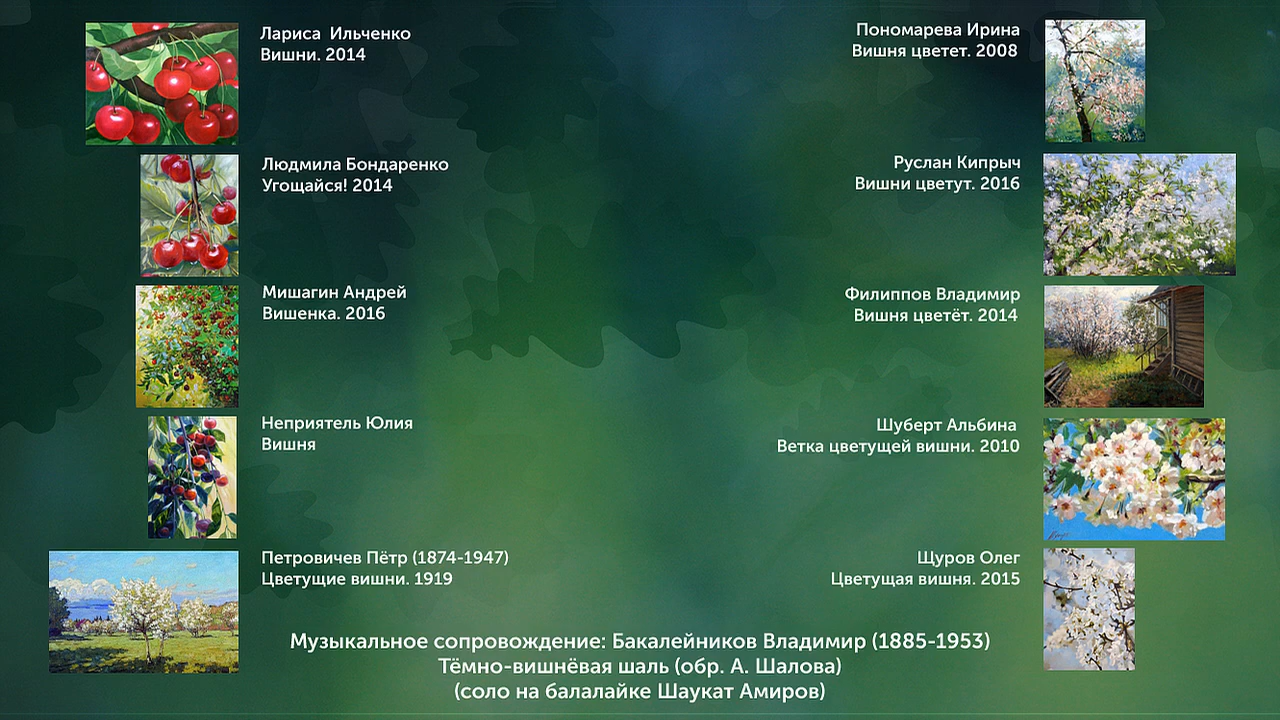 Лариса Ильченко
Вишни. 2014
Людмила Бондаренко
Угощайся! 2014
Мишагин Андрей
Вишенка. 2016
Неприятель Юлия
Вишня
Петровичев Пётр (1874-1947)
Цветущие вишни. 1919
Пономарева Ирина
Вишня цветет. 2008
Руслан Кипрыч
Вишни цветут. 2016
Филиппов Владимир
Вишня цветёт. 2014
Шуберт Альбина
Ветка цветущей вишни. 2010
Щуров Олег
Цветущая вишня. 2015
Музыкальное сопровождение: Бакалейников Владимир (1885-1953)
Тёмно-вишнёвая шаль (обр. А. Шалова)
(соло на балалайке Шаукат Амиров)